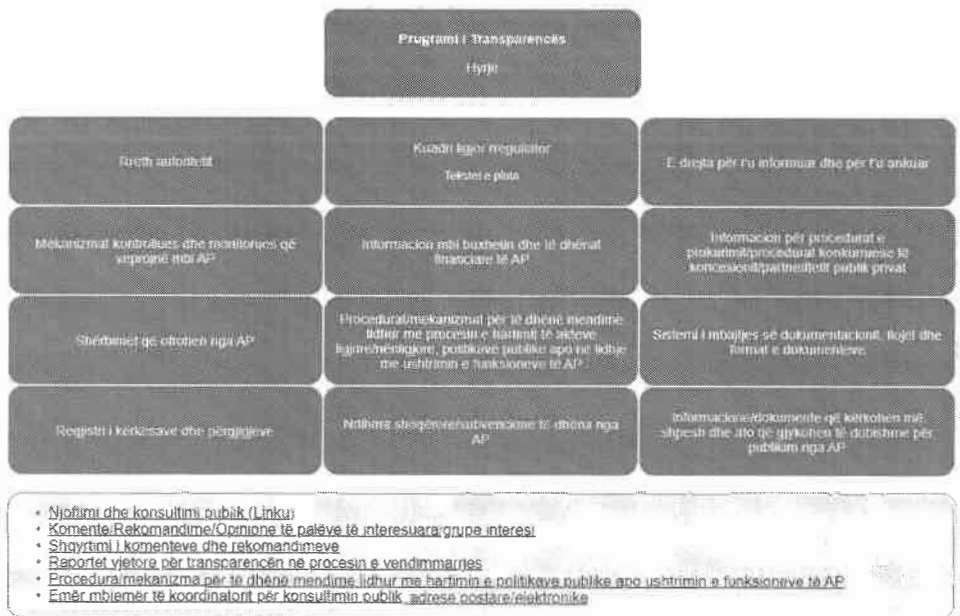 Programi i Transparencës
Hyrje
Rreth autoritetit
Kuadri ligjor rregulator
Tekstet e plota
E drejta për t'u informuar dhe për t'u ankuar
Mekanizmat kontrollues dhe monitorues që
veprojnë mbi AP
Informacion mbi buxhetin dhe të dhënat
financiare të AP
Informacion për procedurat e
prokurimit/procedurat konkurruese të
koncesionit/partneritetit publik privat
Shërbimet që ofrohen nga AP
Procedurat/mekanizmat për të dhënë mendime
lidhur me procesin e hartimit të akteve
ligjore/nënligjore, politikave publike apo në lidhje
me ushtrimin e funksioneve të AP
Sistemi i mbajtjes së dokumentacionit, llojet dhe
format e dokumenteve
Regjistri i kërkesave dhe përgjigjeve
Ndihma shoqërore/subvencione të dhëna nga
AP
Informacione/dokumente që kërkohen më
shpesh dhe ato që gjykohen të dobishme për
publikim nga AP
• Njoftimi dhe konsultimi publik (Linku)
• Komente/Rekomandime/Opinione të palëve të interesuara/grupe interesi
• Shqyrtimi i komenteve dhe rekomandimeve
• Raportet vjetore për transparencën në procesin e vendimmarrjes
• Procedura/mekanizma për të dhënë mendime lidhur me hartimin e politikave publike apo ushtrimin e funksioneve të AP
• Emër mbiemër të koordinatorit për konsultimin publik, adrese postare/elektronike